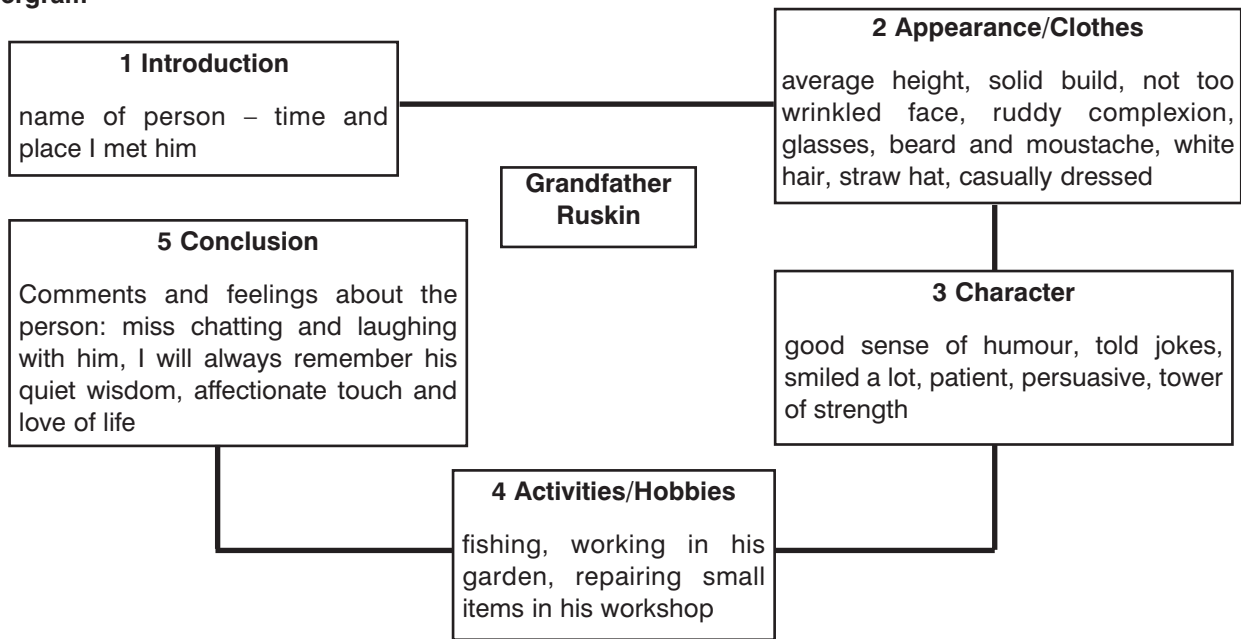 1 Introduction
name of person – time and
place I met him
2 Appearance/Clothes
average height, solid build, not too
wrinkled face, ruddy complexion,
glasses, beard and moustache, white
hair, straw hat, casually dressed
Grandfather
Ruskin
5 Conclusion
Comments and feelings about the
person: miss chatting and laughing
with him, I will always remember his
quiet wisdom, affectionate touch and
love of life
3 Character
good sense of humour, told jokes,
smiled a lot, patient, persuasive, tower
of strength
4 Activities/Hobbies
fishing, working in his
garden, repairing small
items in his workshop